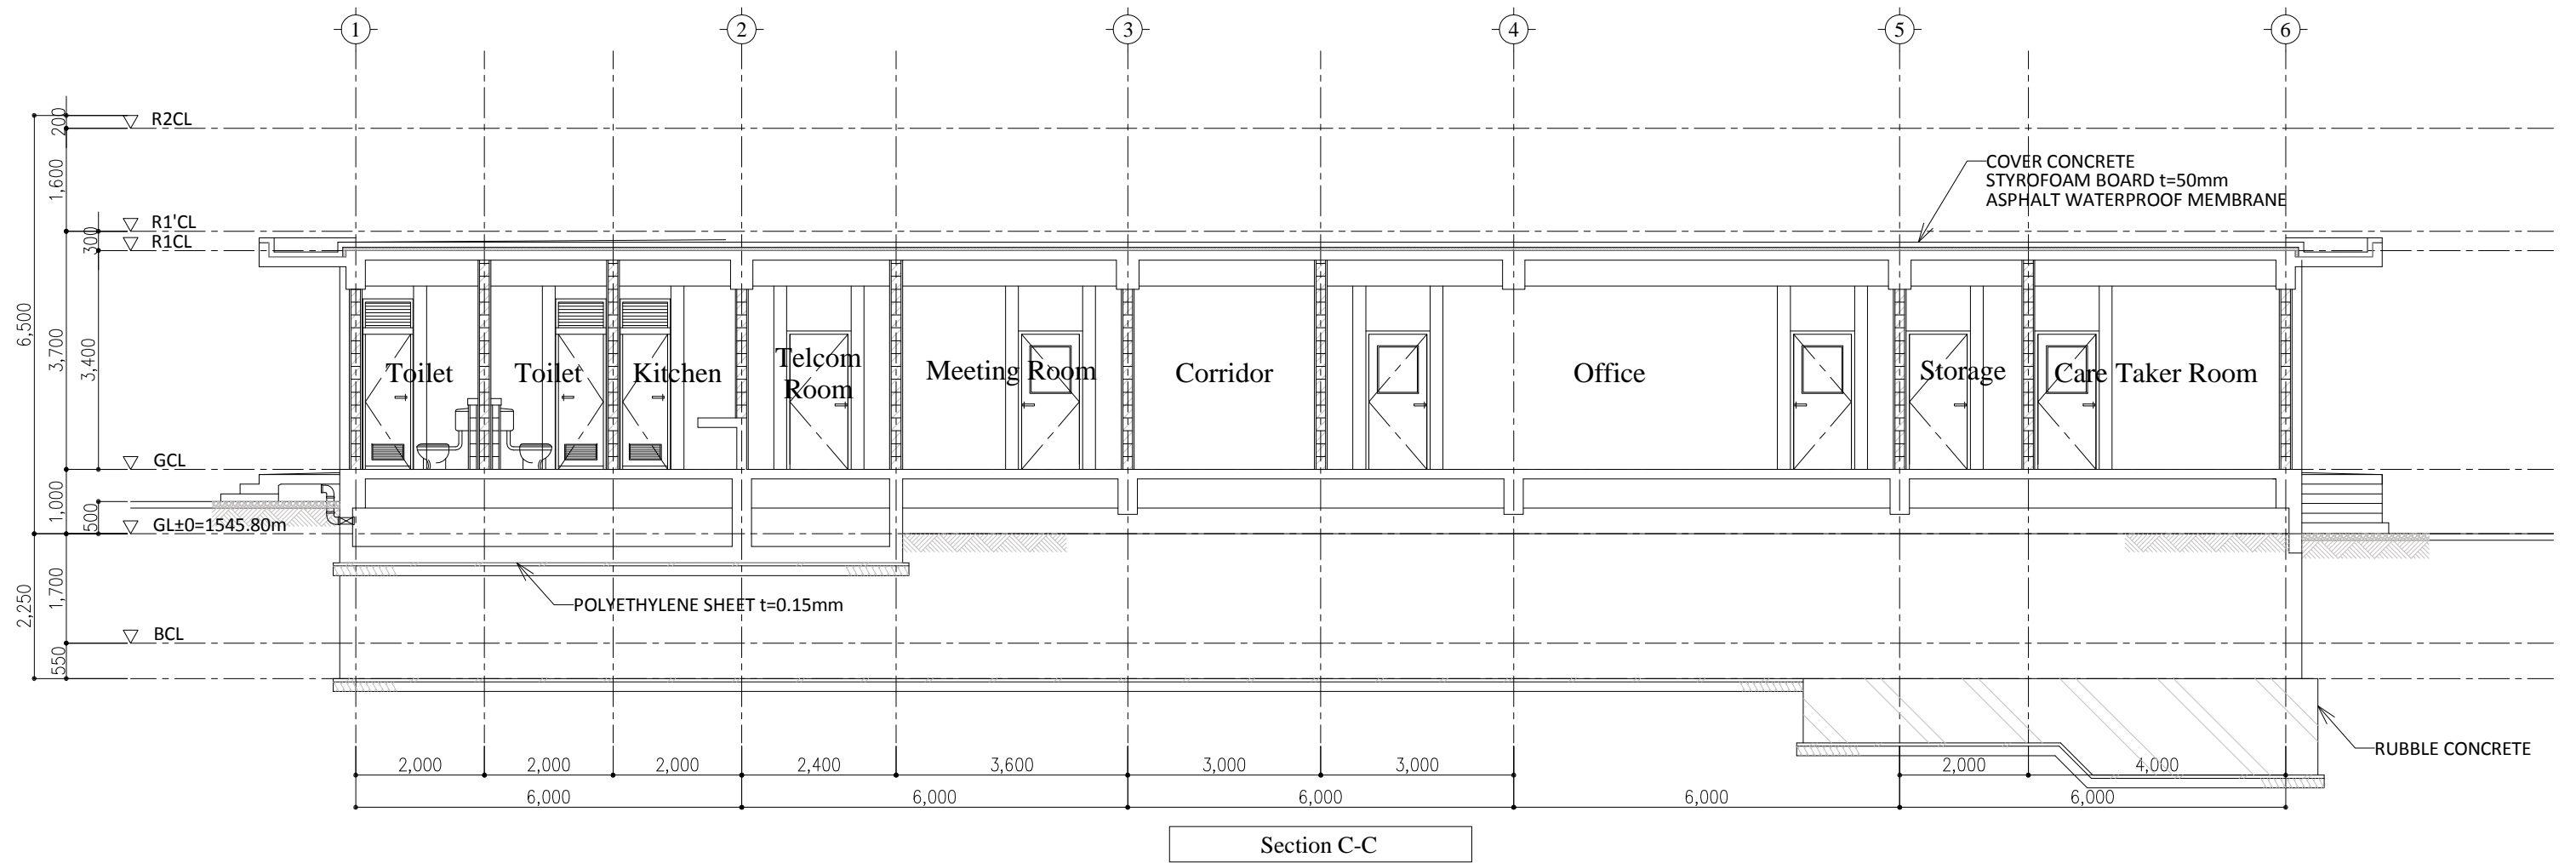 1 2 3 4 5 6
200
R2CL
1,600
COVER CONCRETE
STYROFOAM BOARD t=50mm
ASPHALT WATERPROOF MEMBRANE
R1'CL
300
R1CL
6,500
3,700
3,400
Toilet
Toilet
Kitchen
Telcom
Room
Meeting Room
Corridor
Office
Storage
Care Taker Room
GCL
1,000
500
GL±0=1545.80m
2,250
1,700
POLYETHYLENE SHEET t=0.15mm
BCL
550
RUBBLE CONCRETE
2,000 2,000 2,000 2,400 3,600 3,000 3,000 2,000 4,000
6,000 6,000 6,000 6,000 6,000
Section C-C